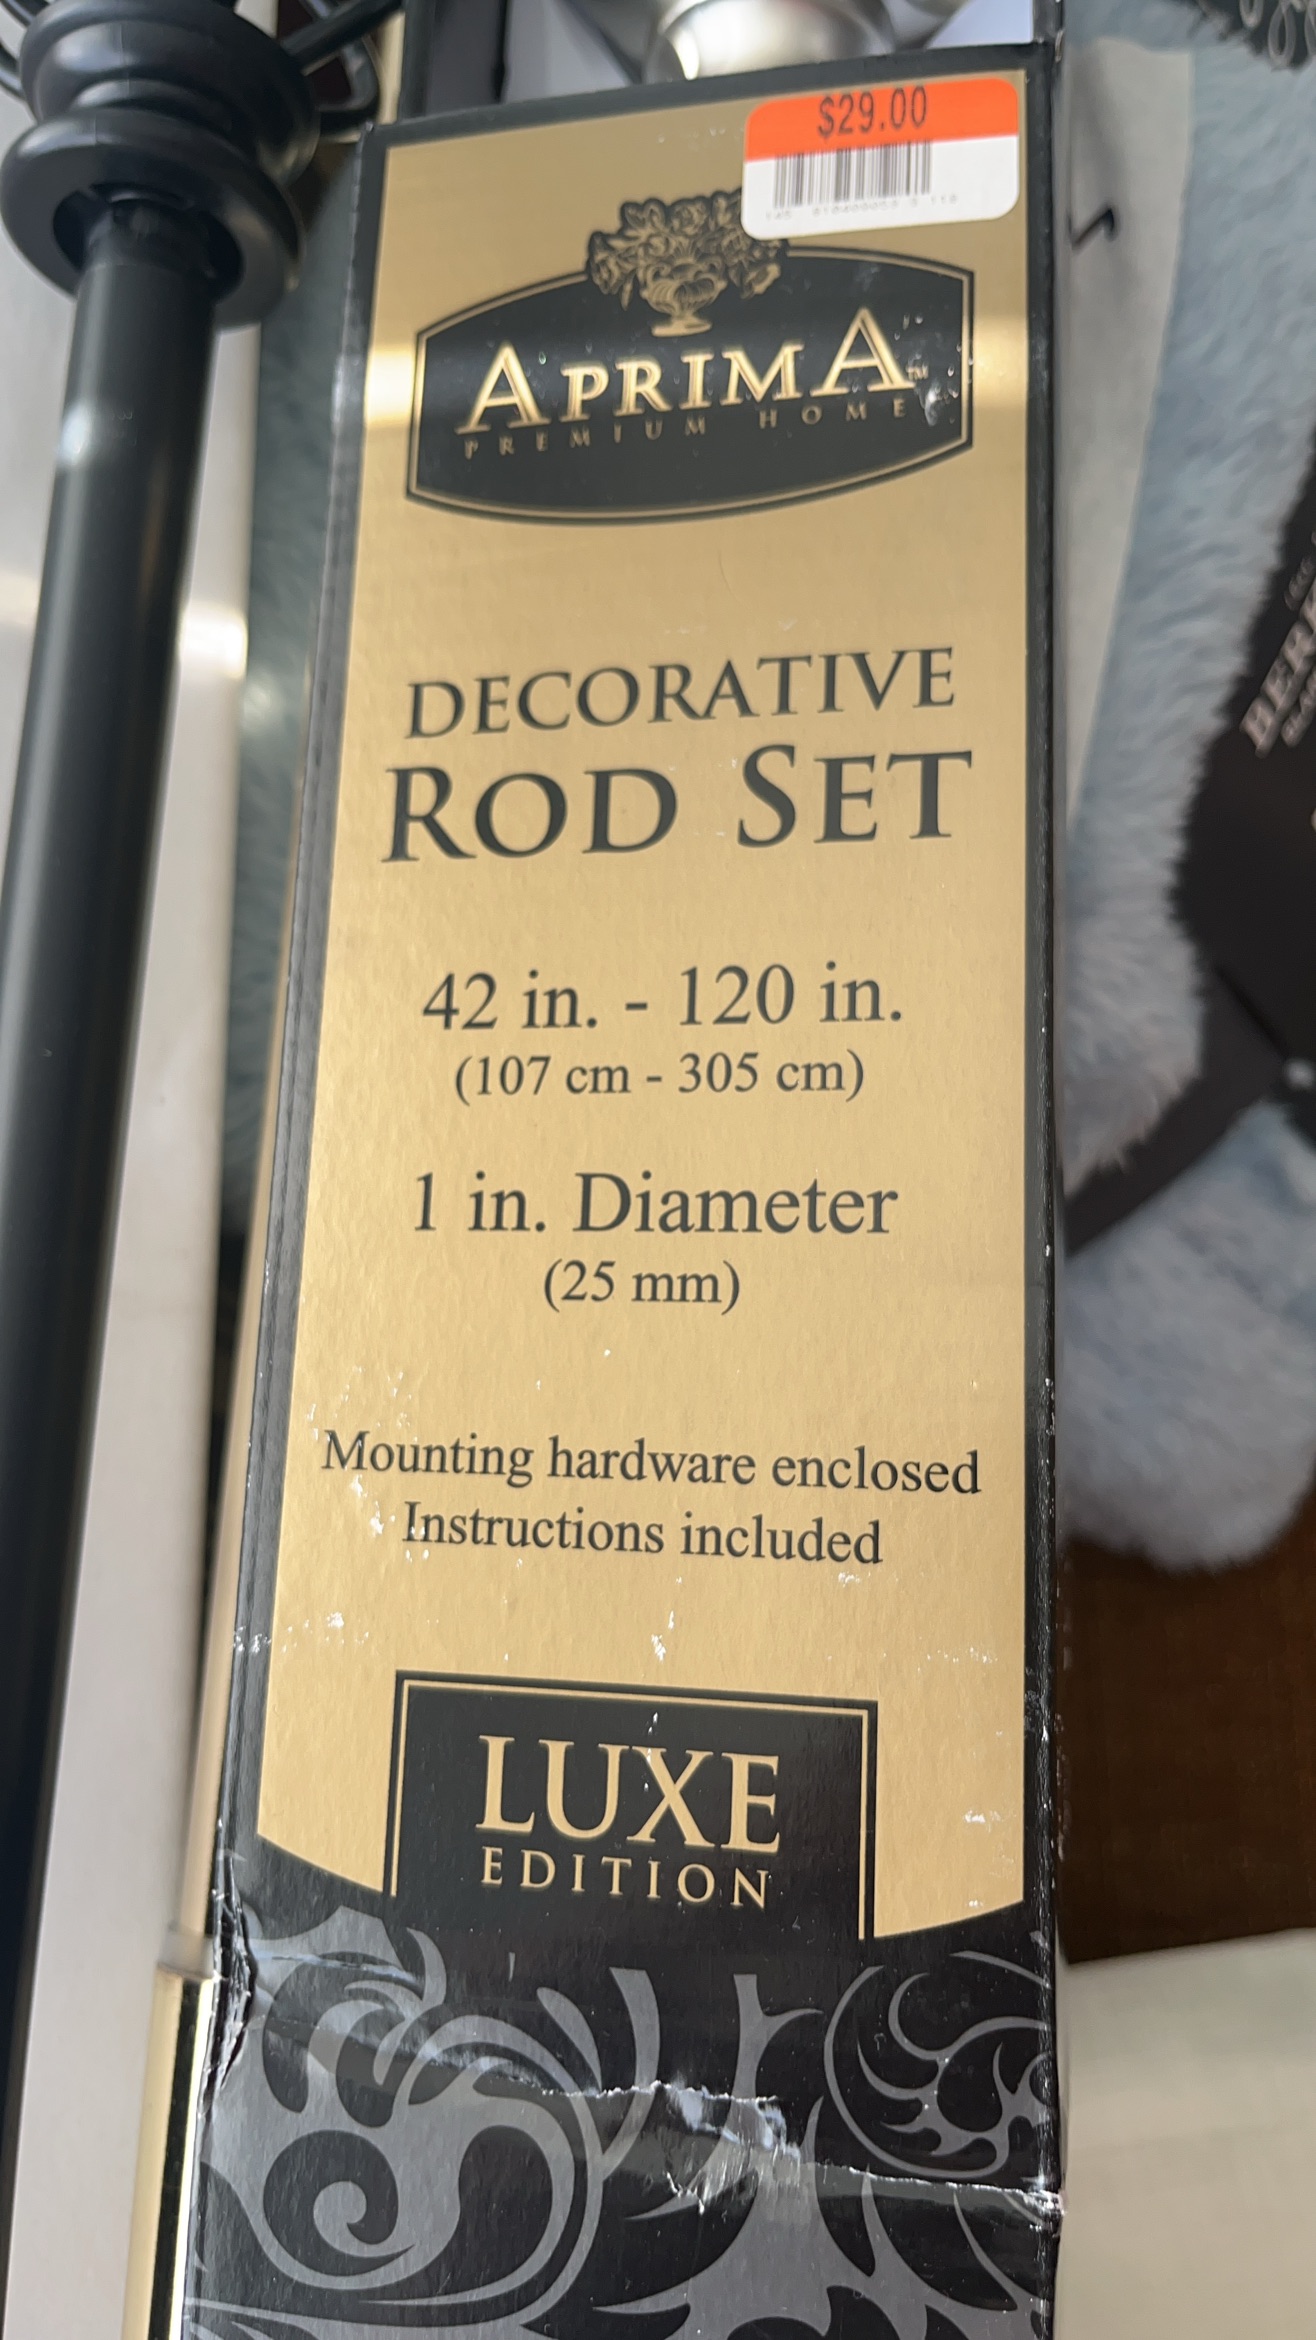 $29.00
APRIMA™
PREMIUM HOME
DECORATIVE
ROD SET
42 in. - 120 in.
(107 cm - 305 cm)
1 in. Diameter
(25 mm)
Mounting hardware enclosed
Instructions included
LUXE
EDITION